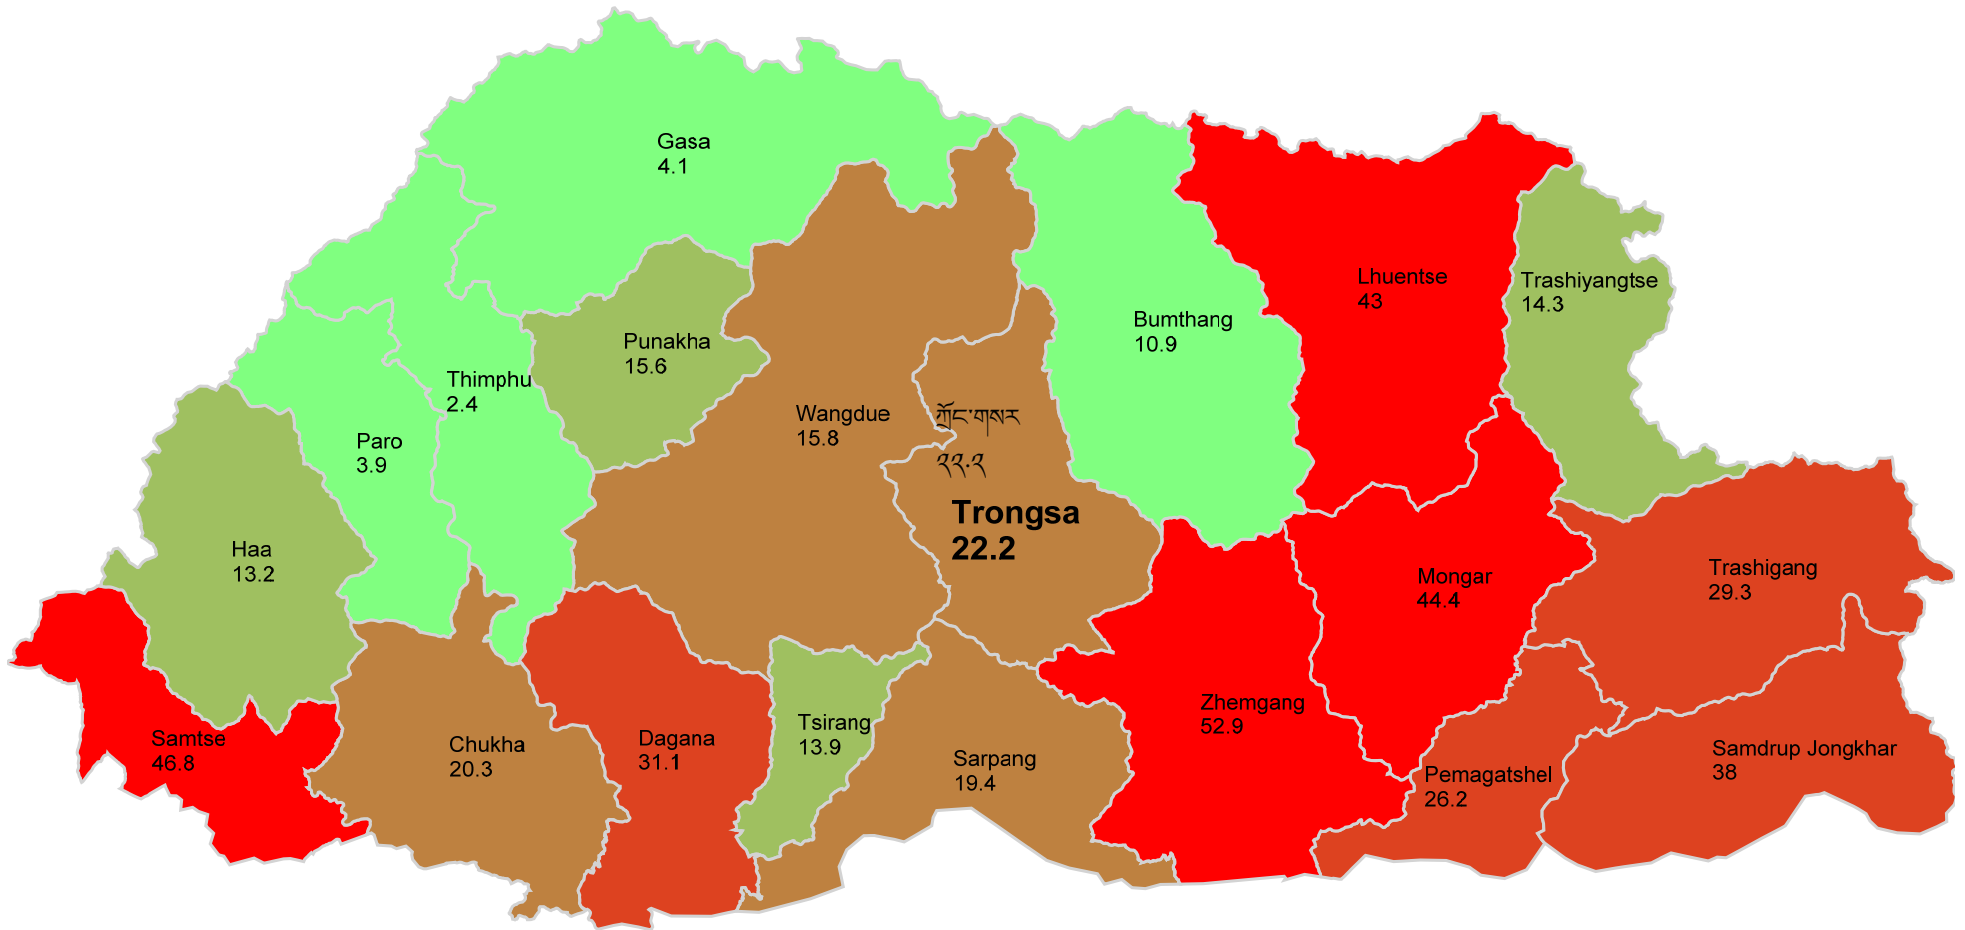 Gasa
4.1
Punakha
15.6
Thimphu
2.4
Paro
3.9
Haa
13.2
Samtse
46.8
Chukha
20.3
Dagana
31.1
Tsirang
13.9
Wangdue
15.8
ཀྲོང་གསར
༢༢.༢
Trongsa
22.2
Sarpang
19.4
Bumthang
10.9
Lhuentse
43
Trashiyangtse
14.3
Mongar
44.4
Zhemgang
52.9
Trashigang
29.3
Pemagatshel
26.2
Samdrup Jongkhar
38